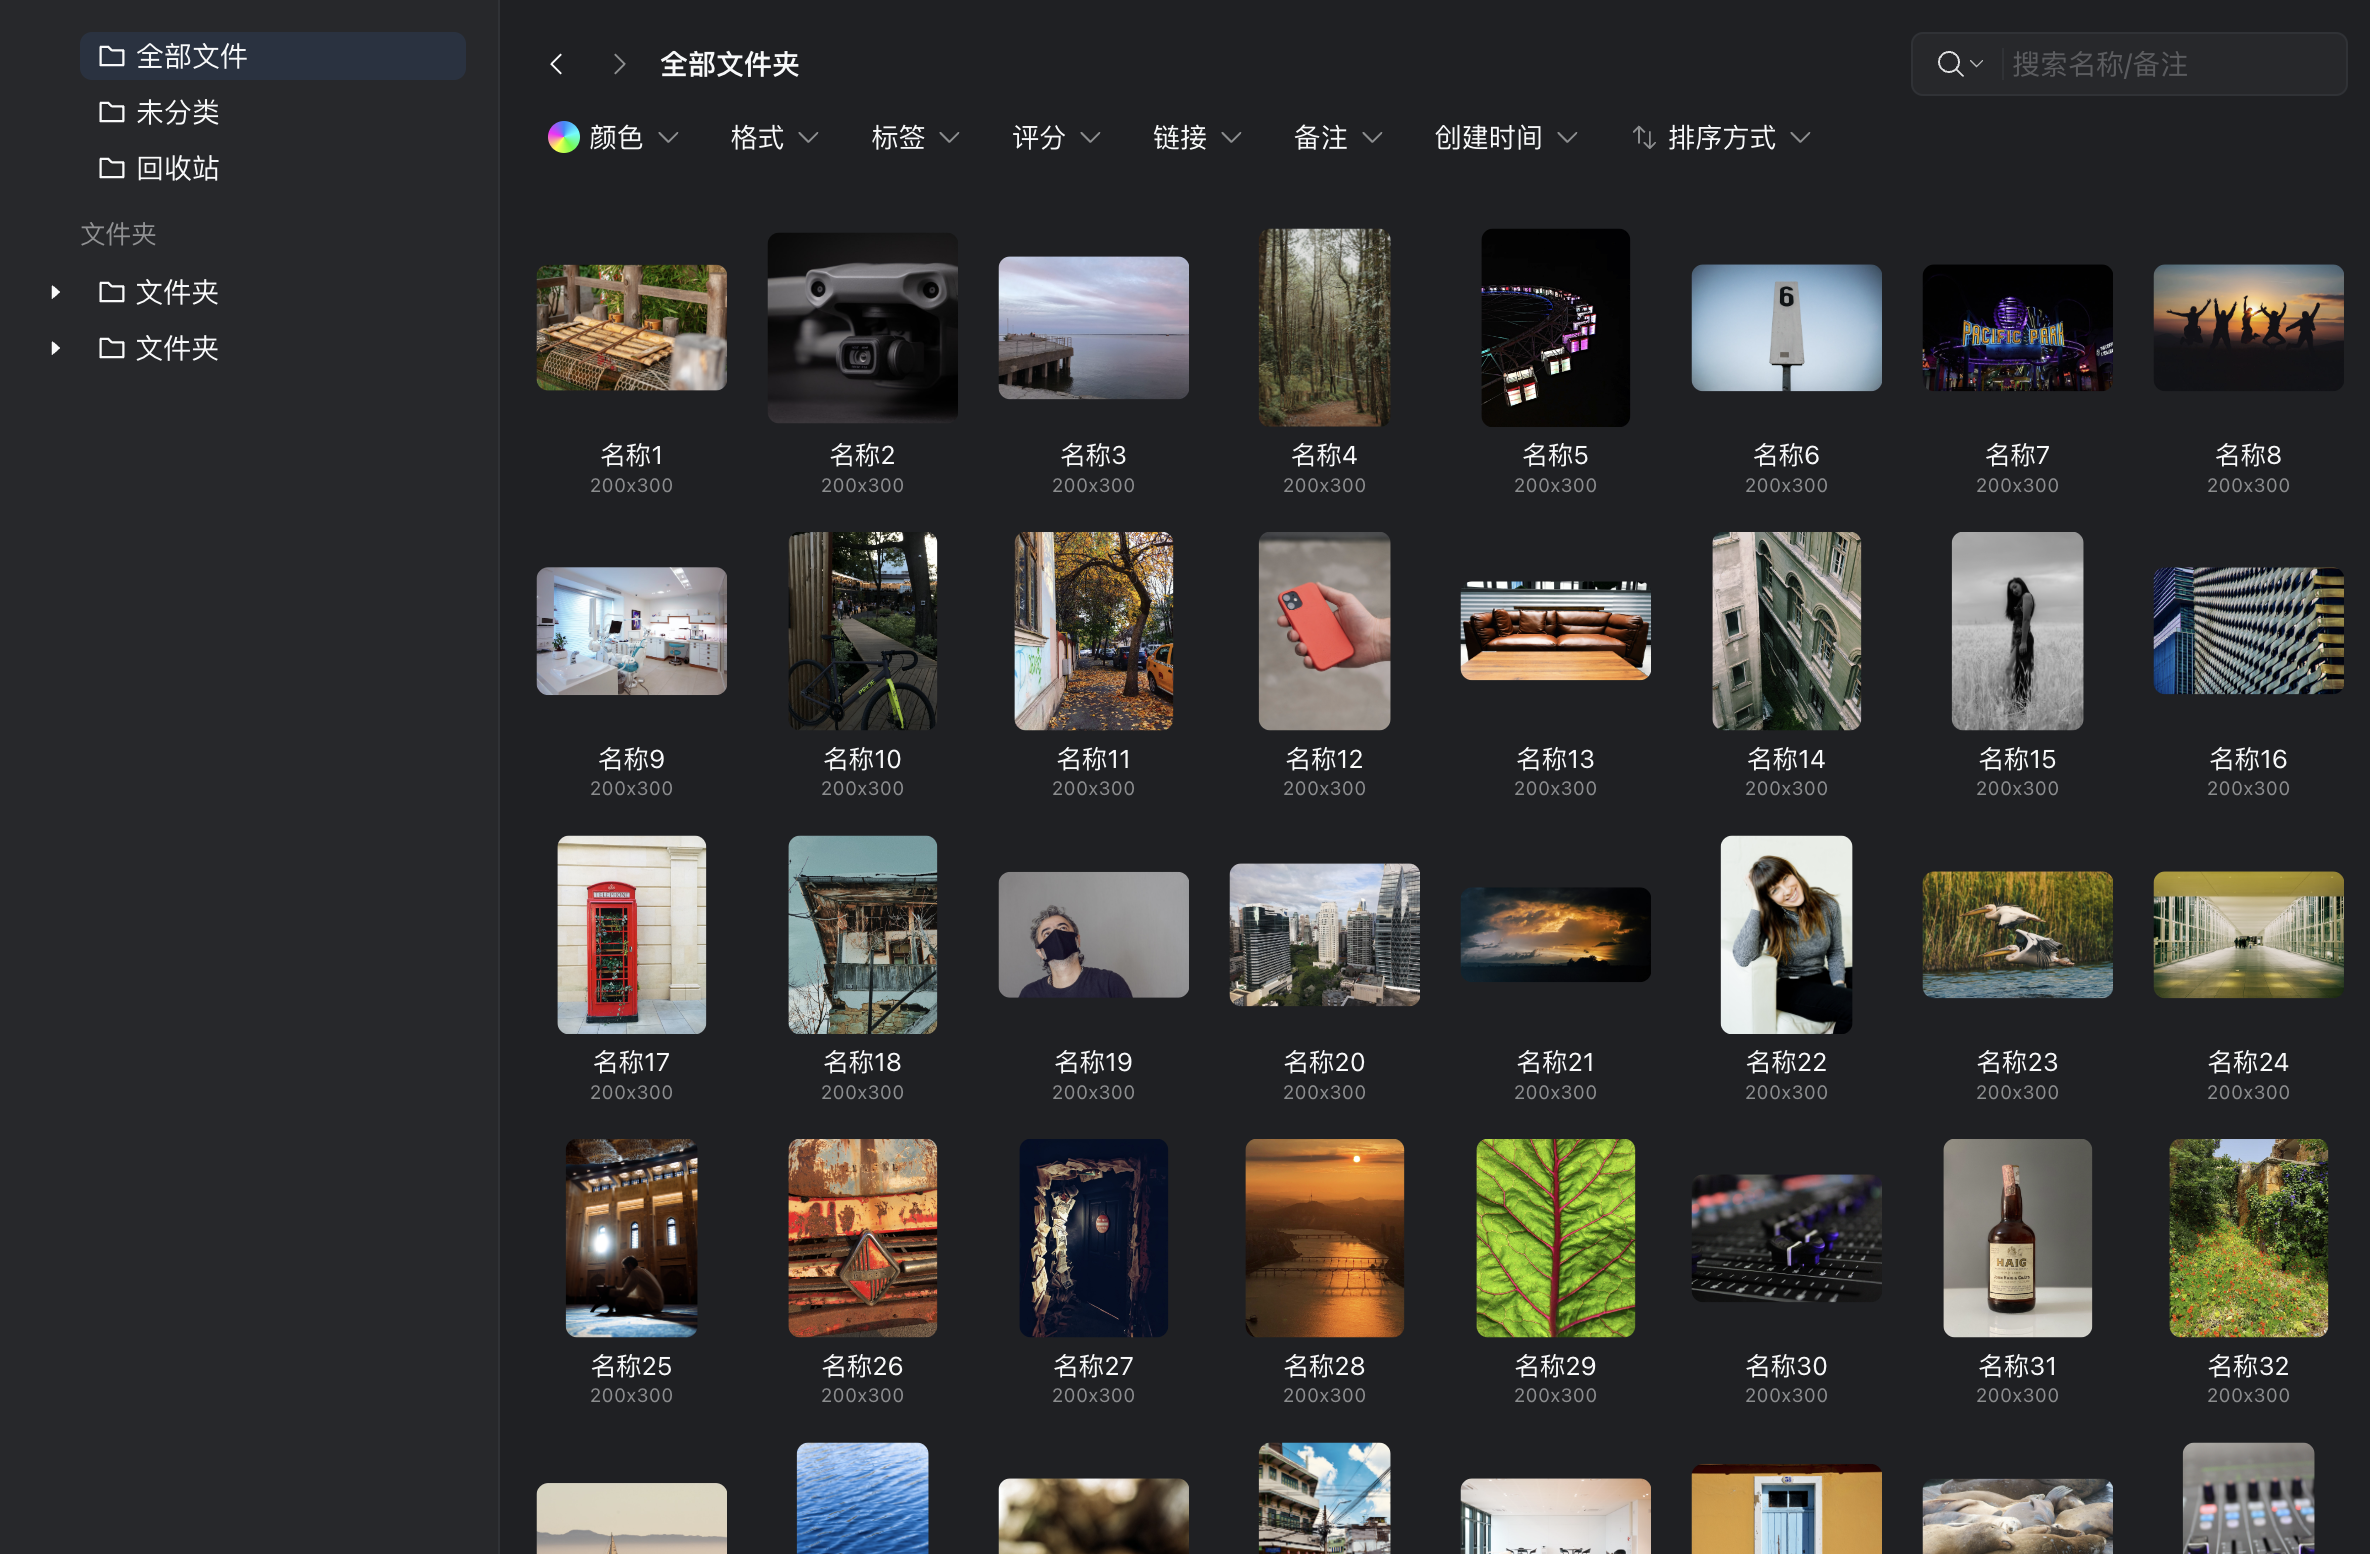 全部文件
未分类
回收站
文件夹
文件夹
文件夹
全部文件夹
搜索名称/备注
颜色 格式 标签 评分 链接 备注 创建时间 排序方式
6
PACIFIC PARK
名称1 名称2 名称3 名称4 名称5 名称6 名称7 名称8
200x300 200x300 200x300 200x300 200x300 200x300 200x300 200x300
名称9 名称10 名称11 名称12 名称13 名称14 名称15 名称16
200x300 200x300 200x300 200x300 200x300 200x300 200x300 200x300
名称17 名称18 名称19 名称20 名称21 名称22 名称23 名称24
200x300 200x300 200x300 200x300 200x300 200x300 200x300 200x300
HAIG
名称25 名称26 名称27 名称28 名称29 名称30 名称31 名称32
200x300 200x300 200x300 200x300 200x300 200x300 200x300 200x300